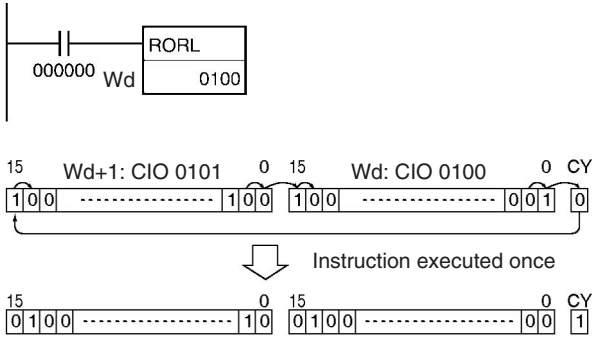 RORL
000000 Wd 0100
15 Wd+1: CIO 0101 0 15 Wd: CIO 0100 0 CY
1 0 0 1 0 0 1 0 0 0 0 1 0
Instruction executed once
15 0 15 0 CY
0 1 0 0 1 0 0 1 0 0 0 0 1